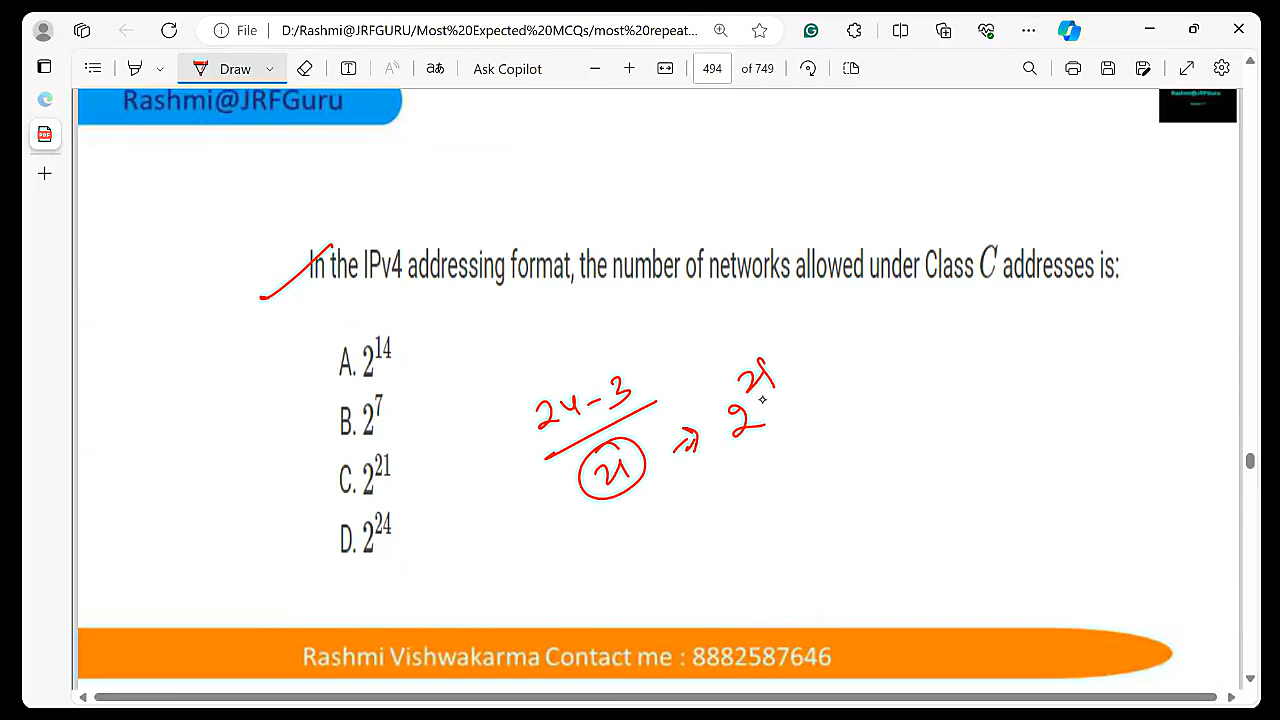 File D:/Rashmi@JRFGURU/Most%20Expected%20MCQs/most%20repeat...
Draw Ask Copilot 494 of 749
Rashmi@JRFGuru
In the IPv4 addressing format, the number of networks allowed under Class C addresses is:
A. 2^14
B. 2^7
C. 2^21
D. 2^24
24-3
21 ⇒ 2^21
Rashmi Vishwakarma Contact me : 8882587646